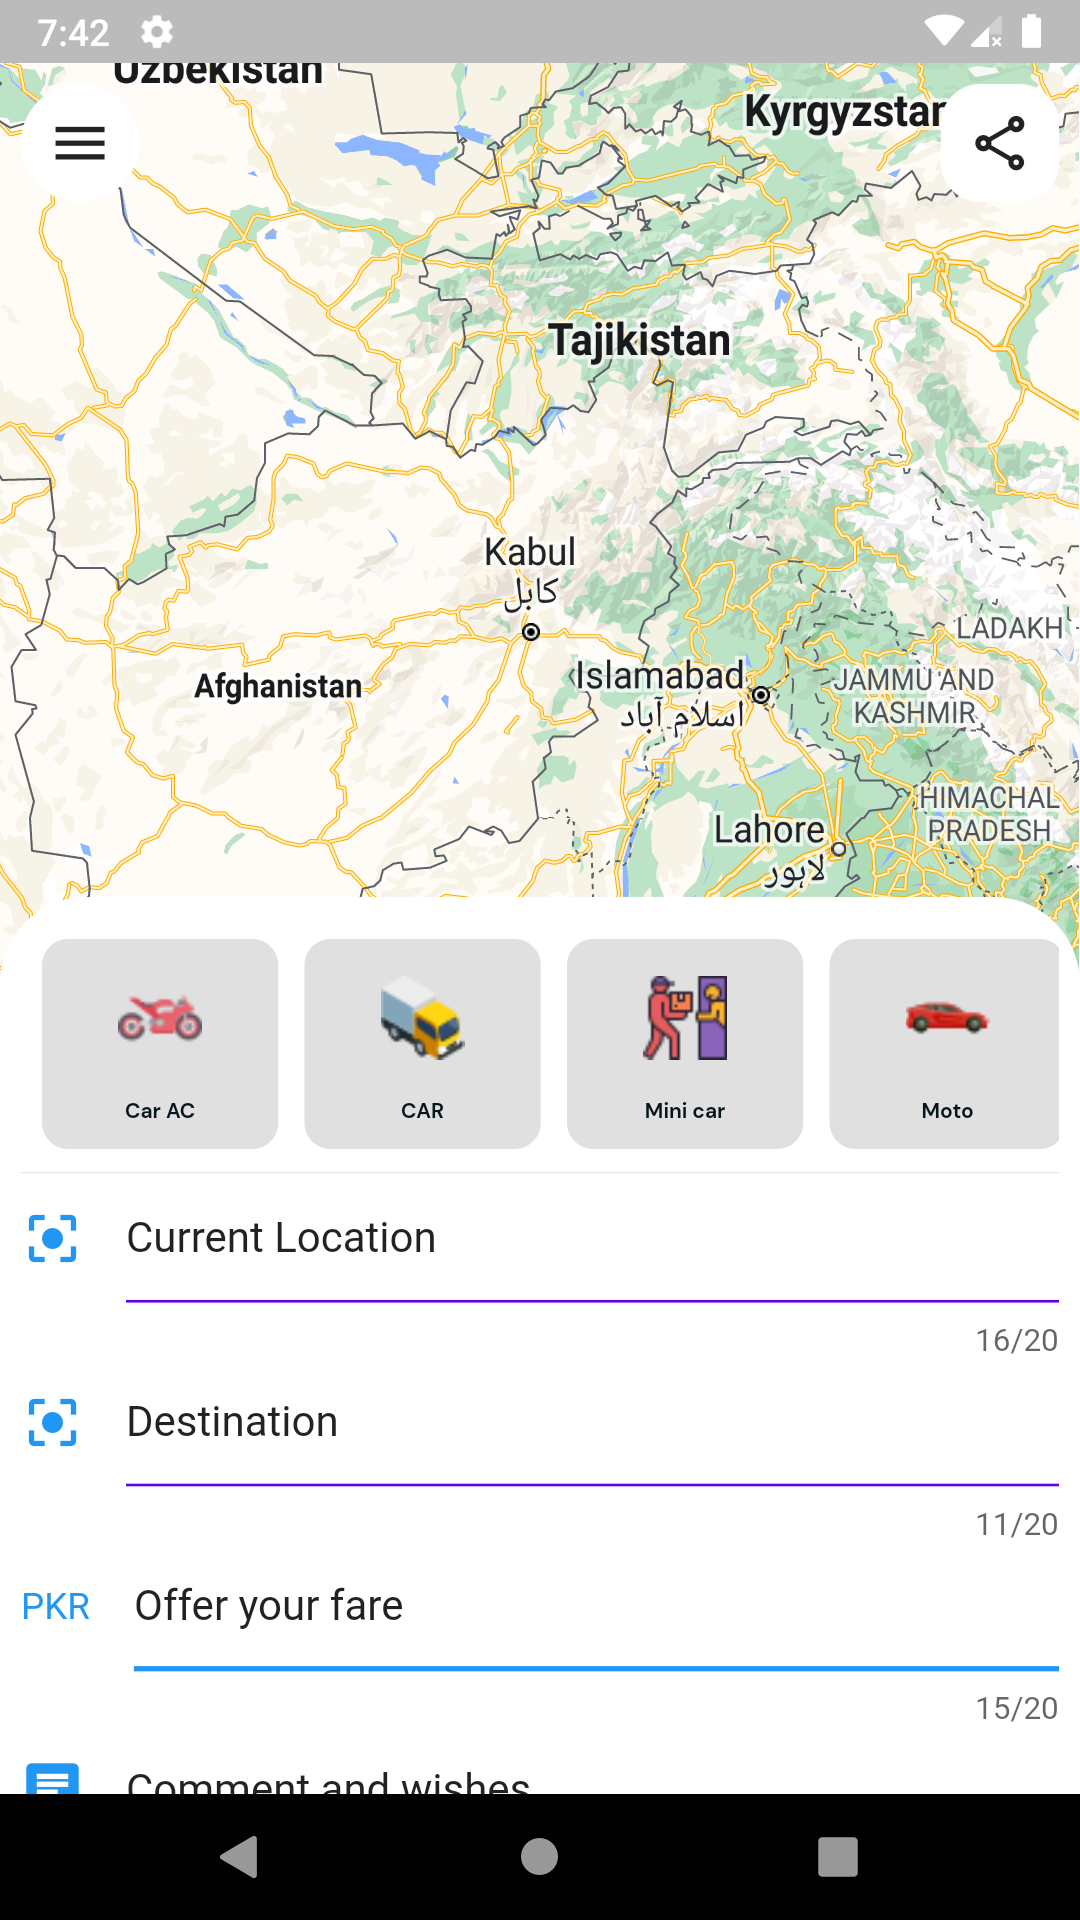 7:42
Uzbekistan
Kyrgyzstan
Tajikistan
Kabul
کابل
LADAKH
Islamabad
اسلام آباد
JAMMU AND
KASHMIR
Afghanistan
HIMACHAL
PRADESH
Lahore
لاہور
Car AC
CAR
Mini car
Moto
Current Location
16/20
Destination
11/20
PKR
Offer your fare
15/20
Comment and wishes